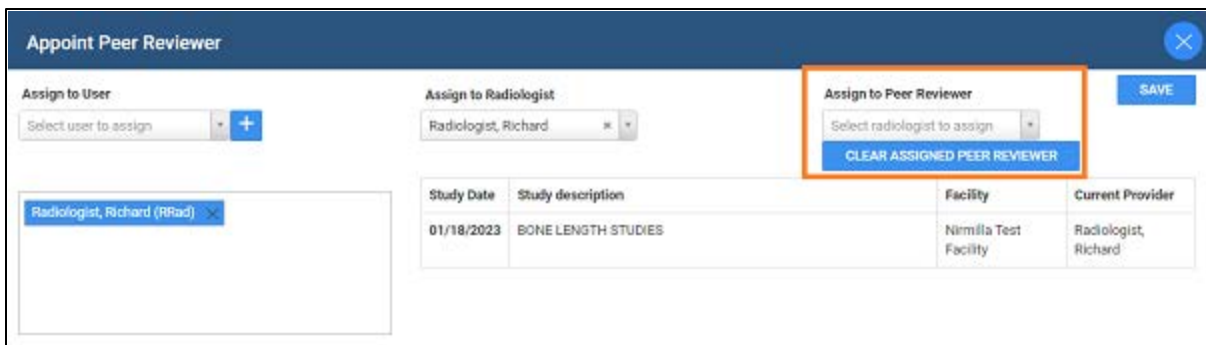 Appoint Peer Reviewer
Assign to User
Select user to assign
+
Radiologist, Richard (RRad)
Assign to Radiologist
Radiologist, Richard
Assign to Peer Reviewer
Select radiologist to assign
CLEAR ASSIGNED PEER REVIEWER
SAVE
Study Date Study description Facility Current Provider
01/18/2023 BONE LENGTH STUDIES Nirmilla Test Radiologist,
Facility Richard